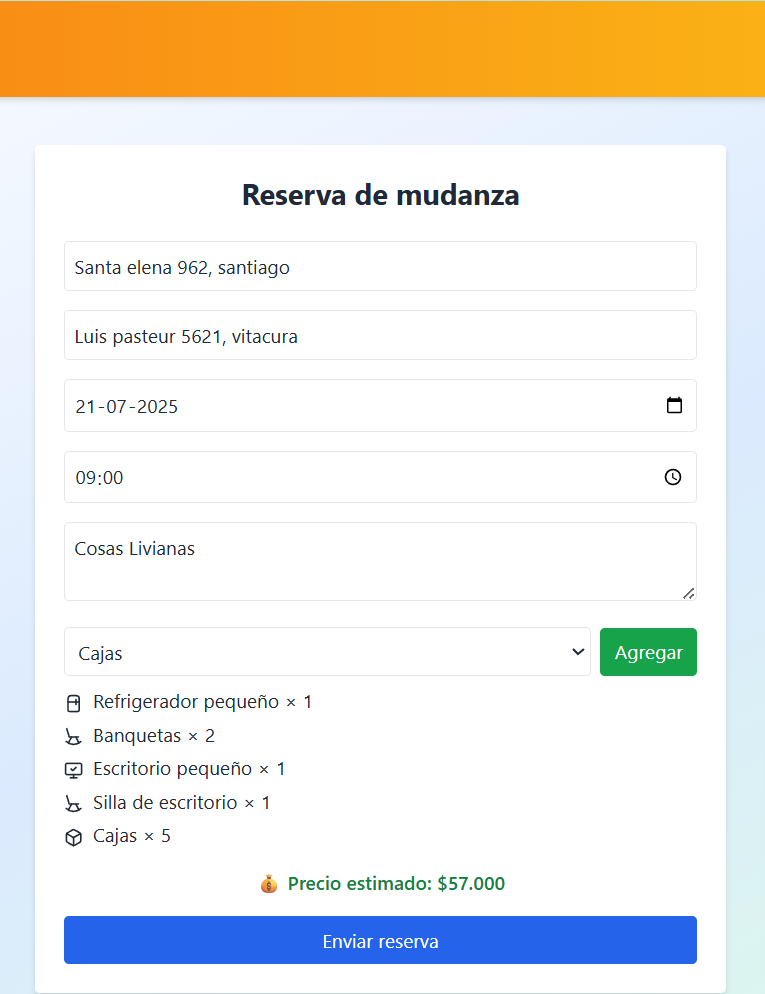 Reserva de mudanza
Santa elena 962, santiago
Luis pasteur 5621, vitacura
21-07-2025
09:00
Cosas Livianas
Cajas
Agregar
Refrigerador pequeño × 1
Banquetas × 2
Escritorio pequeño × 1
Silla de escritorio × 1
Cajas × 5
💰 Precio estimado: $57.000
Enviar reserva